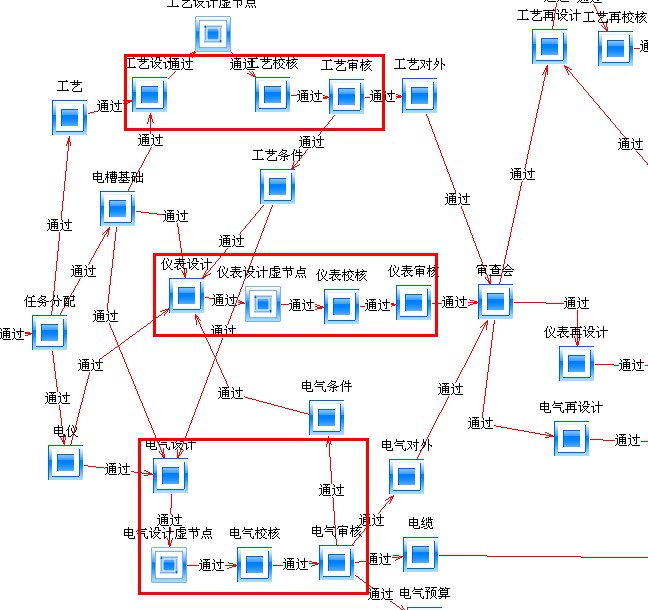 工艺设计虚节点
工艺再设计
工艺再校核
工艺设计
通过
通过
工艺校核
工艺审核
工艺对外
工艺
通过
通过
通过
通过
通过
通过
工艺条件
通过
电槽基础
通过
通过
通过
通过
通过
仪表设计
仪表设计虚节点
仪表校核
仪表审核
审查会
通过
任务分配
通过
通过
通过
通过
通过
通过
通过
通过
仪表再设计
通过
通过
通过
通过
通过
电气条件
电气再设计
通过
电仪
电气设计
电气对外
通过
通过
通过
通过
通过
电气设计虚节点
电气校核
电气审核
电缆
通过
通过
通过
通过
电气预算